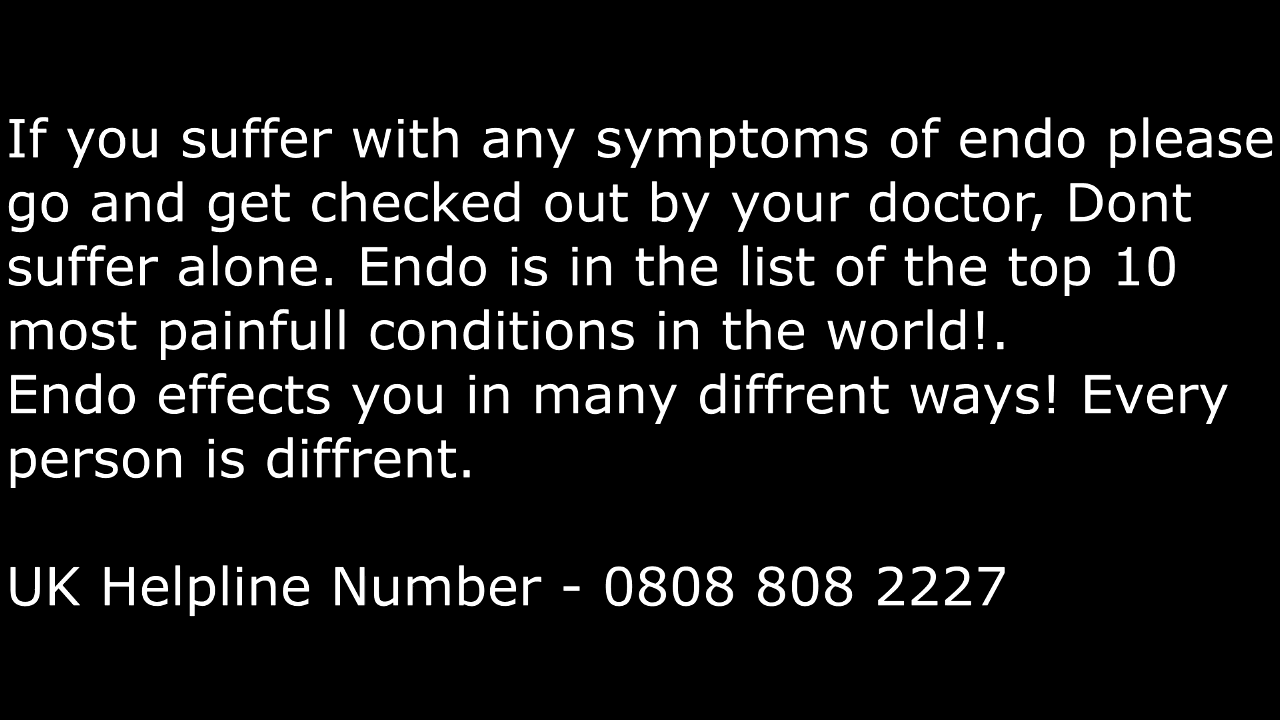 If you suffer with any symptoms of endo please
go and get checked out by your doctor, Dont
suffer alone. Endo is in the list of the top 10
most painfull conditions in the world!.
Endo effects you in many diffrent ways! Every
person is diffrent.
UK Helpline Number - 0808 808 2227